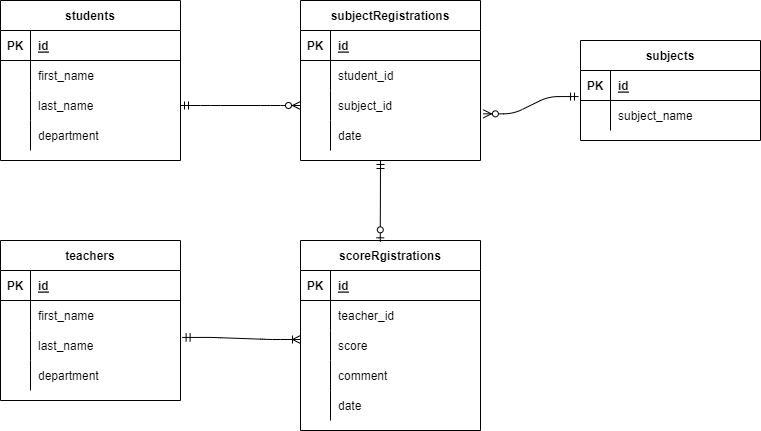 students
PK id
first_name
last_name
department
subjectRegistrations
PK id
student_id
subject_id
date
subjects
PK id
subject_name
teachers
PK id
first_name
last_name
department
scoreRgistrations
PK id
teacher_id
score
comment
date